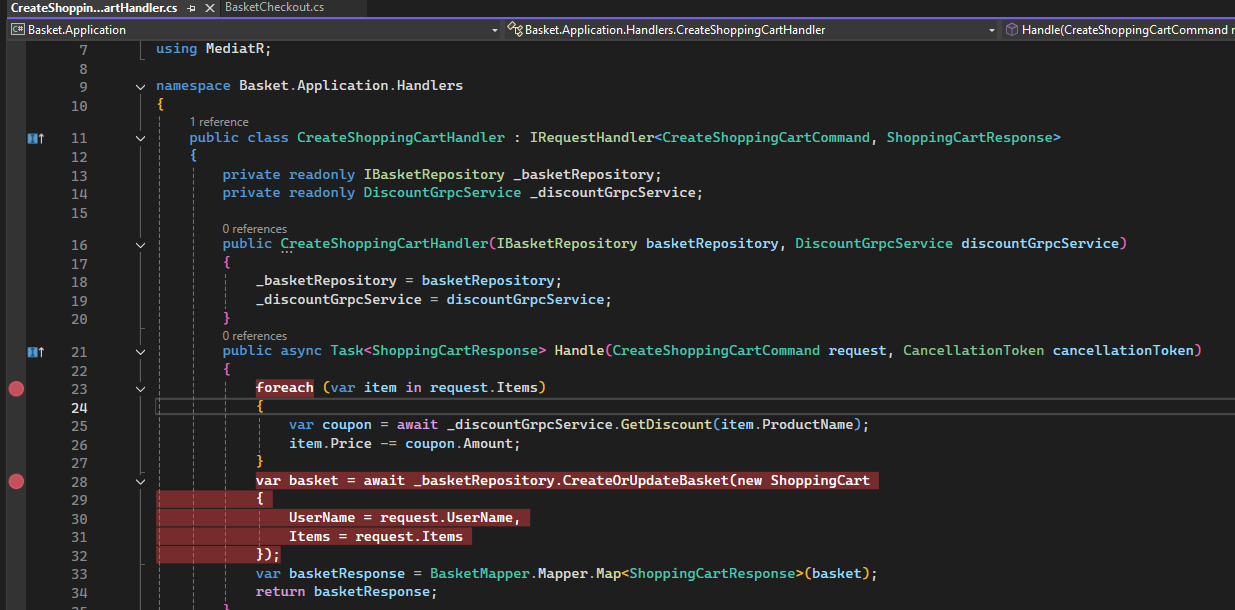 CreateShoppin...artHandler.cs
BasketCheckout.cs
C# Basket.Application
Basket.Application.Handlers.CreateShoppingCartHandler
Handle(CreateShoppingCartCommand r
7 using MediatR;
8
9 namespace Basket.Application.Handlers
10 {
1 reference
11 public class CreateShoppingCartHandler : IRequestHandler<CreateShoppingCartCommand, ShoppingCartResponse>
12 {
13 private readonly IBasketRepository _basketRepository;
14 private readonly DiscountGrpcService _discountGrpcService;
15
0 references
16 public CreateShoppingCartHandler(IBasketRepository basketRepository, DiscountGrpcService discountGrpcService)
17 {
18 _basketRepository = basketRepository;
19 _discountGrpcService = discountGrpcService;
20 }
0 references
21 public async Task<ShoppingCartResponse> Handle(CreateShoppingCartCommand request, CancellationToken cancellationToken)
22 {
23 foreach (var item in request.Items)
24 {
25 var coupon = await _discountGrpcService.GetDiscount(item.ProductName);
26 item.Price -= coupon.Amount;
27 }
28 var basket = await _basketRepository.CreateOrUpdateBasket(new ShoppingCart
29 {
30 UserName = request.UserName,
31 Items = request.Items
32 });
33 var basketResponse = BasketMapper.Mapper.Map<ShoppingCartResponse>(basket);
34 return basketResponse;
35 }